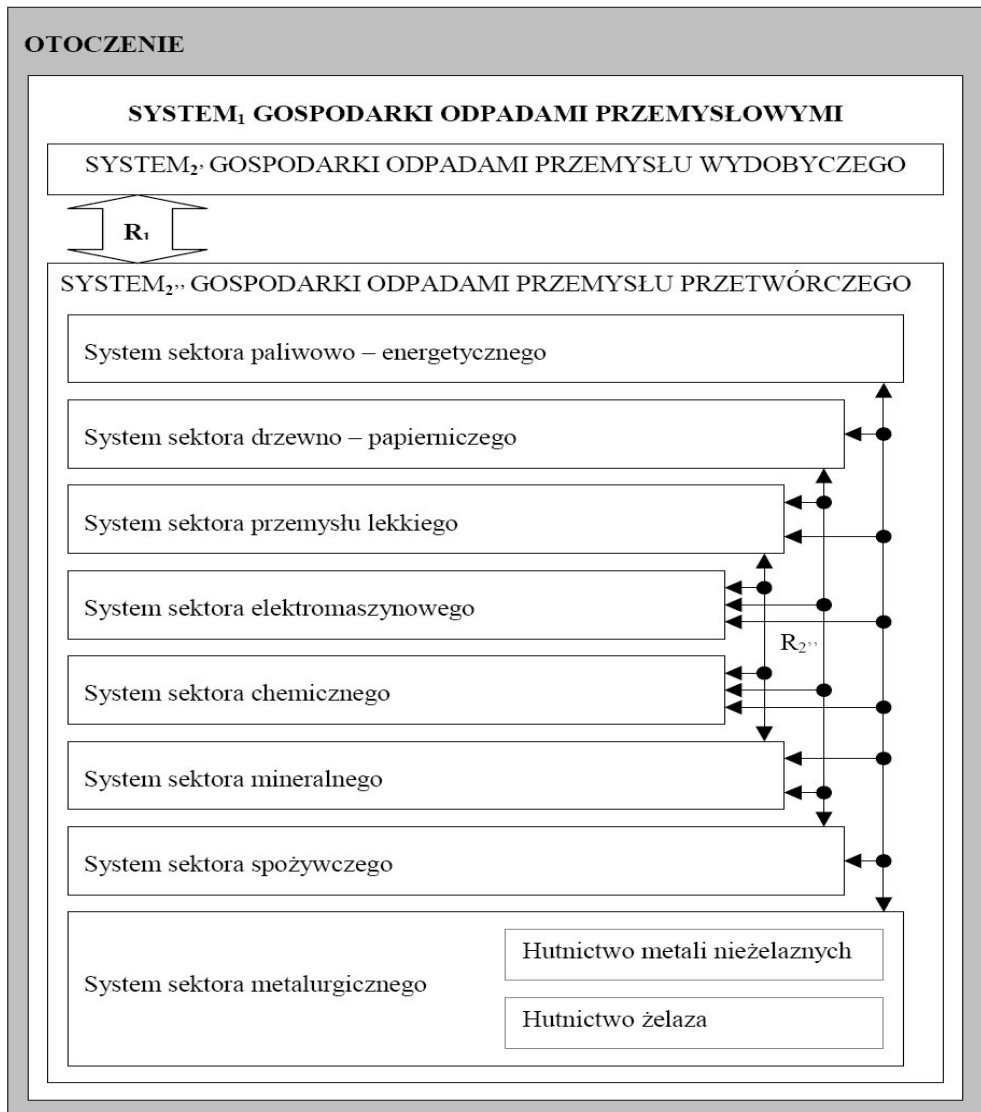 OTOCZENIE
SYSTEM₁ GOSPODARKI ODPADAMI PRZEMYSŁOWYMI
SYSTEM₂, GOSPODARKI ODPADAMI PRZEMYSŁU WYDOBYCZEGO
R₁
SYSTEM₂,, GOSPODARKI ODPADAMI PRZEMYSŁU PRZETWÓRCZEGO
System sektora paliwowo – energetycznego
System sektora drzewno – papierniczego
System sektora przemysłu lekkiego
System sektora elektromaszynowego
R₂,,
System sektora chemicznego
System sektora mineralnego
System sektora spożywczego
System sektora metalurgicznego
Hutnictwo metali nieżelaznych
Hutnictwo żelaza